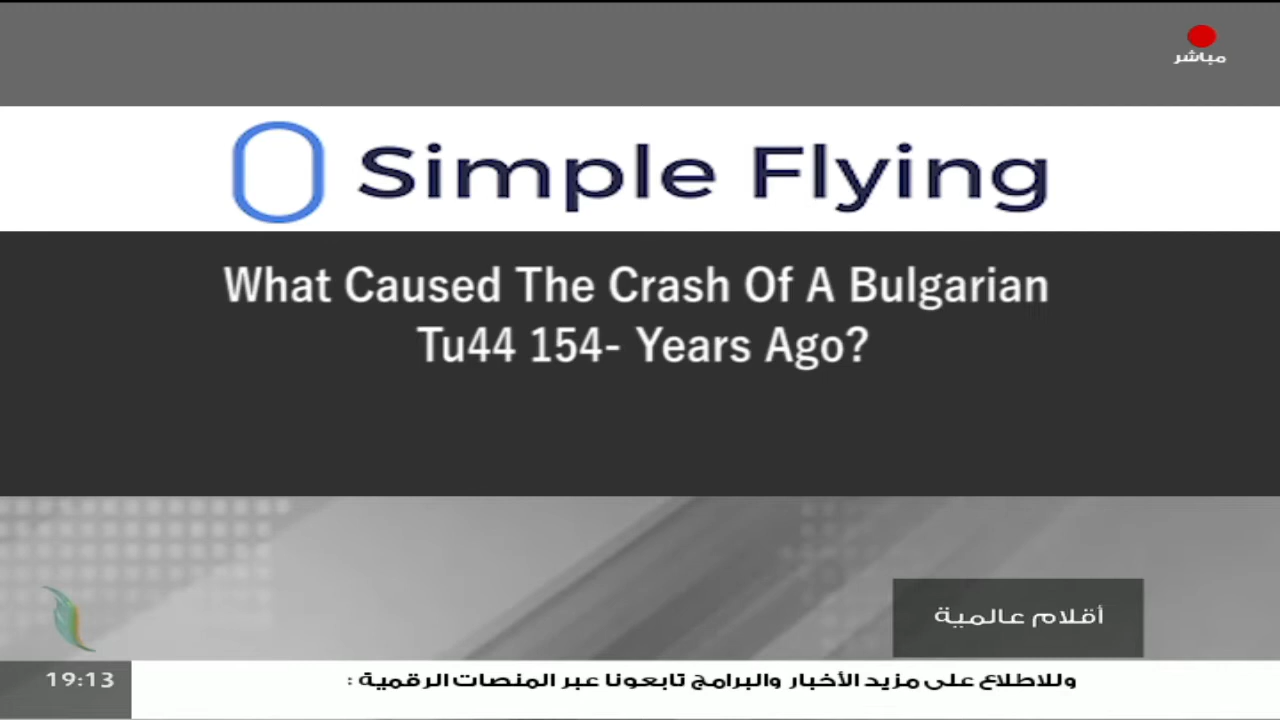 مباشر
Simple Flying
What Caused The Crash Of A Bulgarian
Tu44 154- Years Ago?
أقلام عالمية
19:13
وللاطلاع على مزيد الأخبار والبرامج تابعونا عبر المنصات الرقمية :